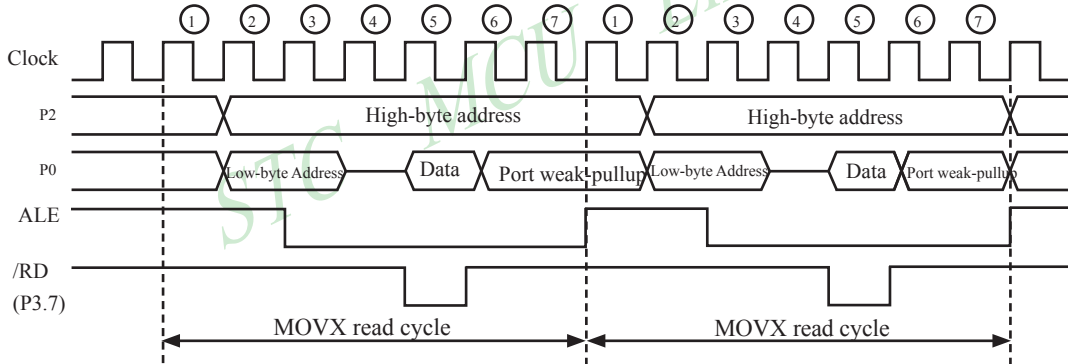 1 2 3 4 5 6 7 1 2 3 4 5 6 7
Clock
P2 High-byte address High-byte address
P0 Low-byte Address Data Port weak-pullup Low-byte Address Data Port weak-pullup
ALE
/RD
(P3.7)
MOVX read cycle MOVX read cycle
STC MCU